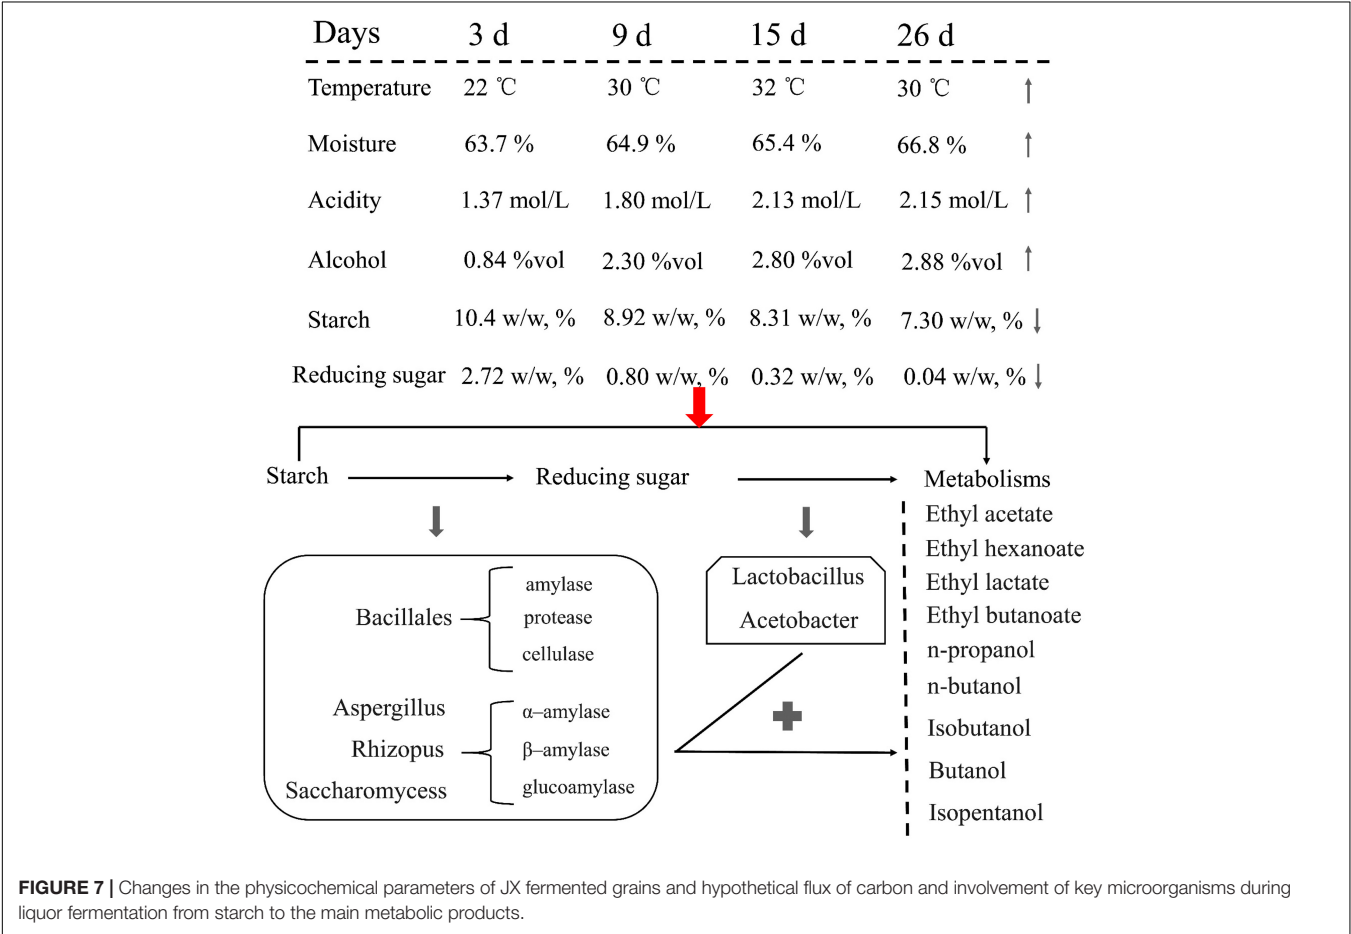 Days 3 d 9 d 15 d 26 d
Temperature 22 ℃ 30 ℃ 32 ℃ 30 ℃ ↑
Moisture 63.7 % 64.9 % 65.4 % 66.8 % ↑
Acidity 1.37 mol/L 1.80 mol/L 2.13 mol/L 2.15 mol/L ↑
Alcohol 0.84 %vol 2.30 %vol 2.80 %vol 2.88 %vol ↑
Starch 10.4 w/w, % 8.92 w/w, % 8.31 w/w, % 7.30 w/w, % ↓
Reducing sugar 2.72 w/w, % 0.80 w/w, % 0.32 w/w, % 0.04 w/w, % ↓
Starch Reducing sugar Metabolisms
Bacillales
amylase
protease
cellulase
Aspergillus
Rhizopus
Saccharomycess
α–amylase
β–amylase
glucoamylase
Lactobacillus
Acetobacter
Ethyl acetate
Ethyl hexanoate
Ethyl lactate
Ethyl butanoate
n-propanol
n-butanol
Isobutanol
Butanol
Isopentanol
FIGURE 7 | Changes in the physicochemical parameters of JX fermented grains and hypothetical flux of carbon and involvement of key microorganisms during
liquor fermentation from starch to the main metabolic products.